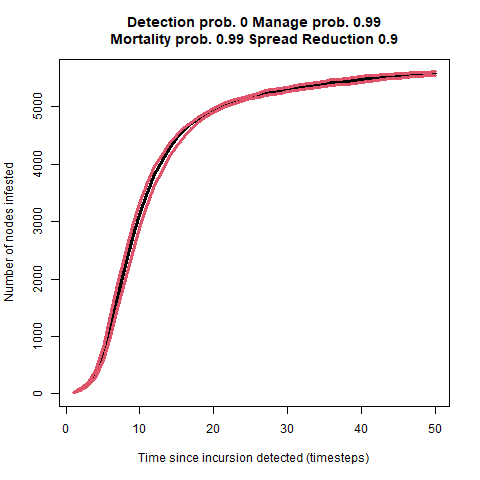 Detection prob. 0 Manage prob. 0.99
Mortality prob. 0.99 Spread Reduction 0.9
Number of nodes infested
5000
4000
3000
2000
1000
0
0 10 20 30 40 50
Time since incursion detected (timesteps)